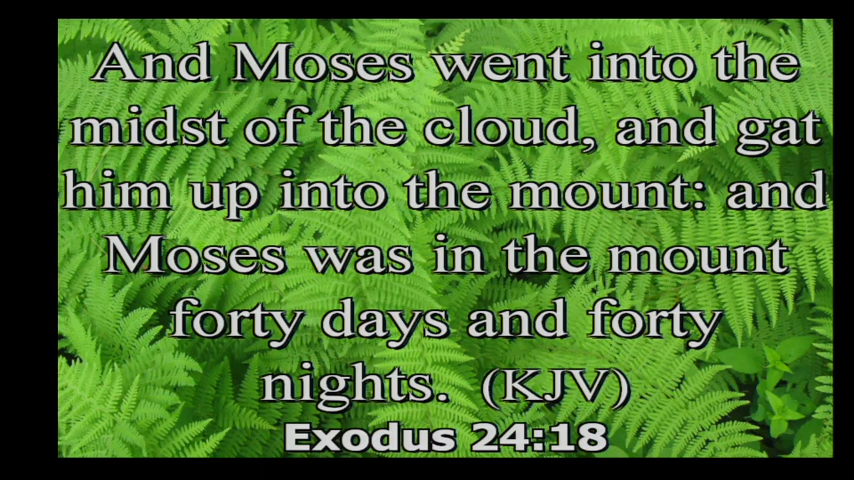 And Moses went into the
midst of the cloud, and gat
him up into the mount: and
Moses was in the mount
forty days and forty
nights. (KJV)
Exodus 24:18